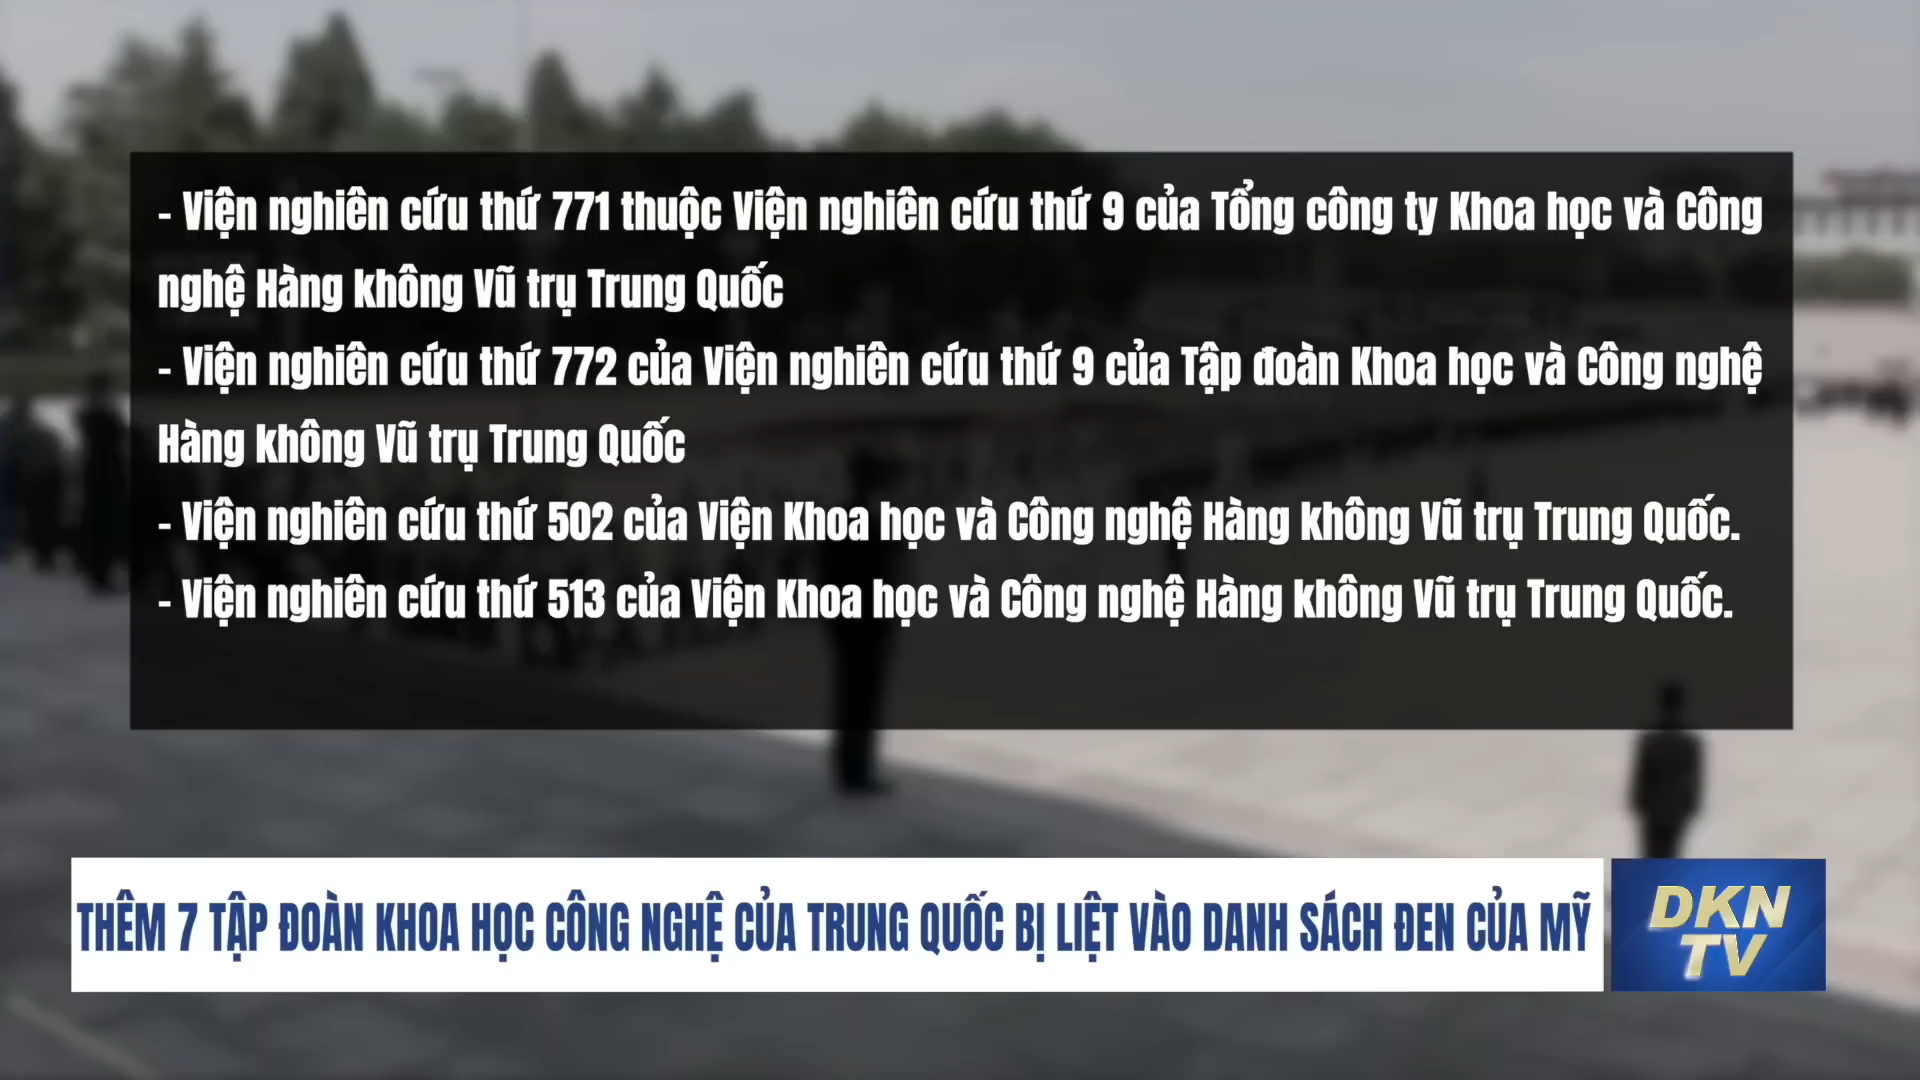 - Viện nghiên cứu thứ 771 thuộc Viện nghiên cứu thứ 9 của Tổng công ty Khoa học và Công
nghệ Hàng không Vũ trụ Trung Quốc
- Viện nghiên cứu thứ 772 của Viện nghiên cứu thứ 9 của Tập đoàn Khoa học và Công nghệ
Hàng không Vũ trụ Trung Quốc
- Viện nghiên cứu thứ 502 của Viện Khoa học và Công nghệ Hàng không Vũ trụ Trung Quốc.
- Viện nghiên cứu thứ 513 của Viện Khoa học và Công nghệ Hàng không Vũ trụ Trung Quốc.
THÊM 7 TẬP ĐOÀN KHOA HỌC CÔNG NGHỆ CỦA TRUNG QUỐC BỊ LIỆT VÀO DANH SÁCH ĐEN CỦA MỸ
DKN
TV